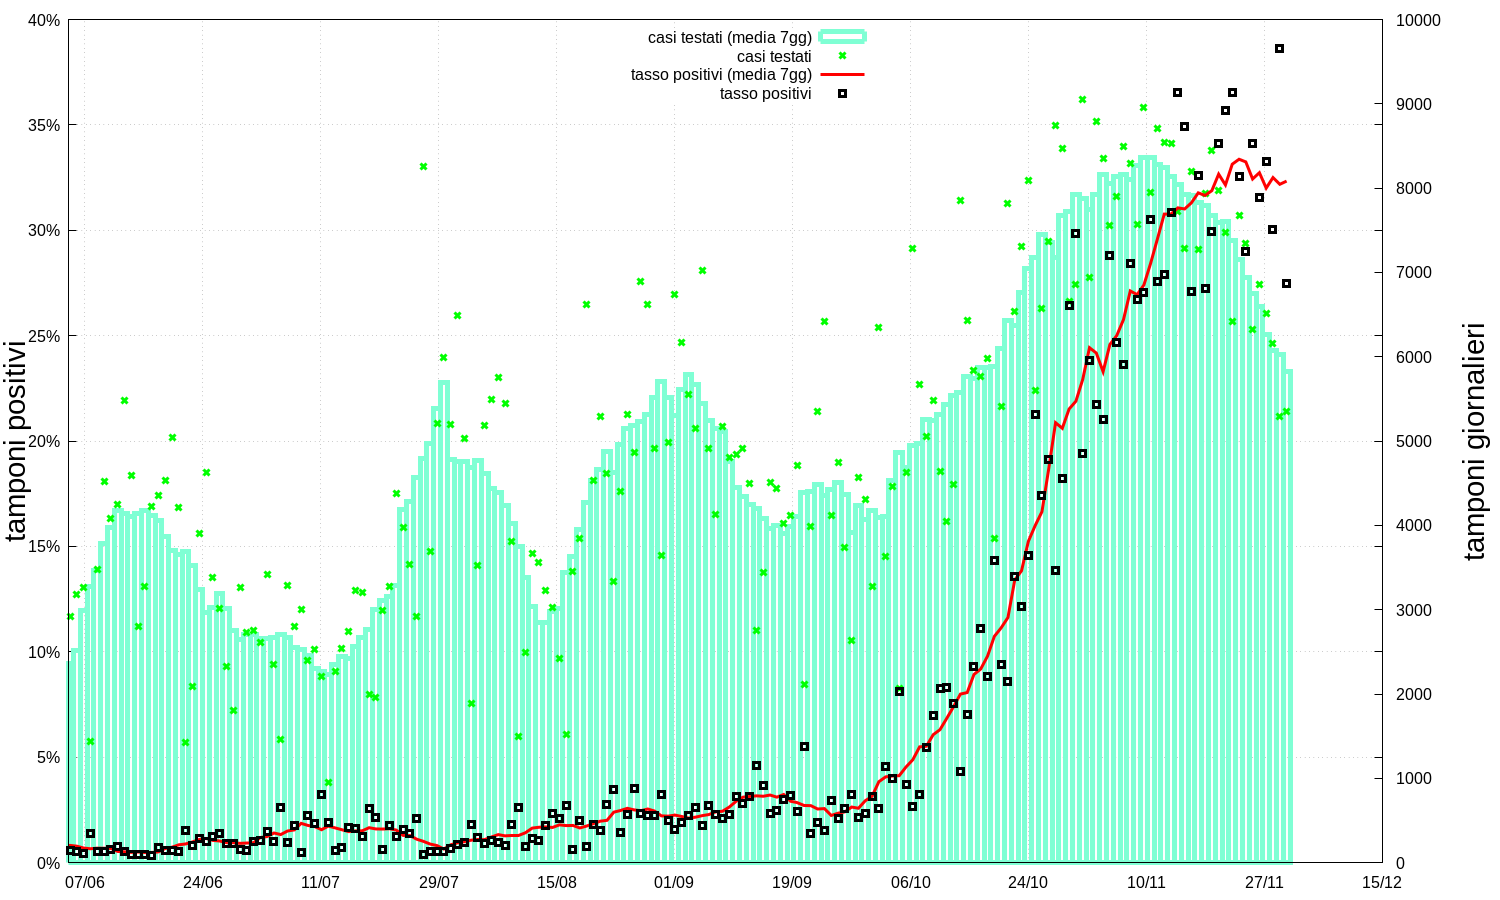 casi testati (media 7gg)
casi testati
tasso positivi (media 7gg)
tasso positivi
40%
35%
30%
25%
20%
15%
10%
5%
0%
tamponi positivi
10000
9000
8000
7000
6000
5000
4000
3000
2000
1000
0
tamponi giornalieri
07/06 24/06 11/07 29/07 15/08 01/09 19/09 06/10 24/10 10/11 27/11 15/12